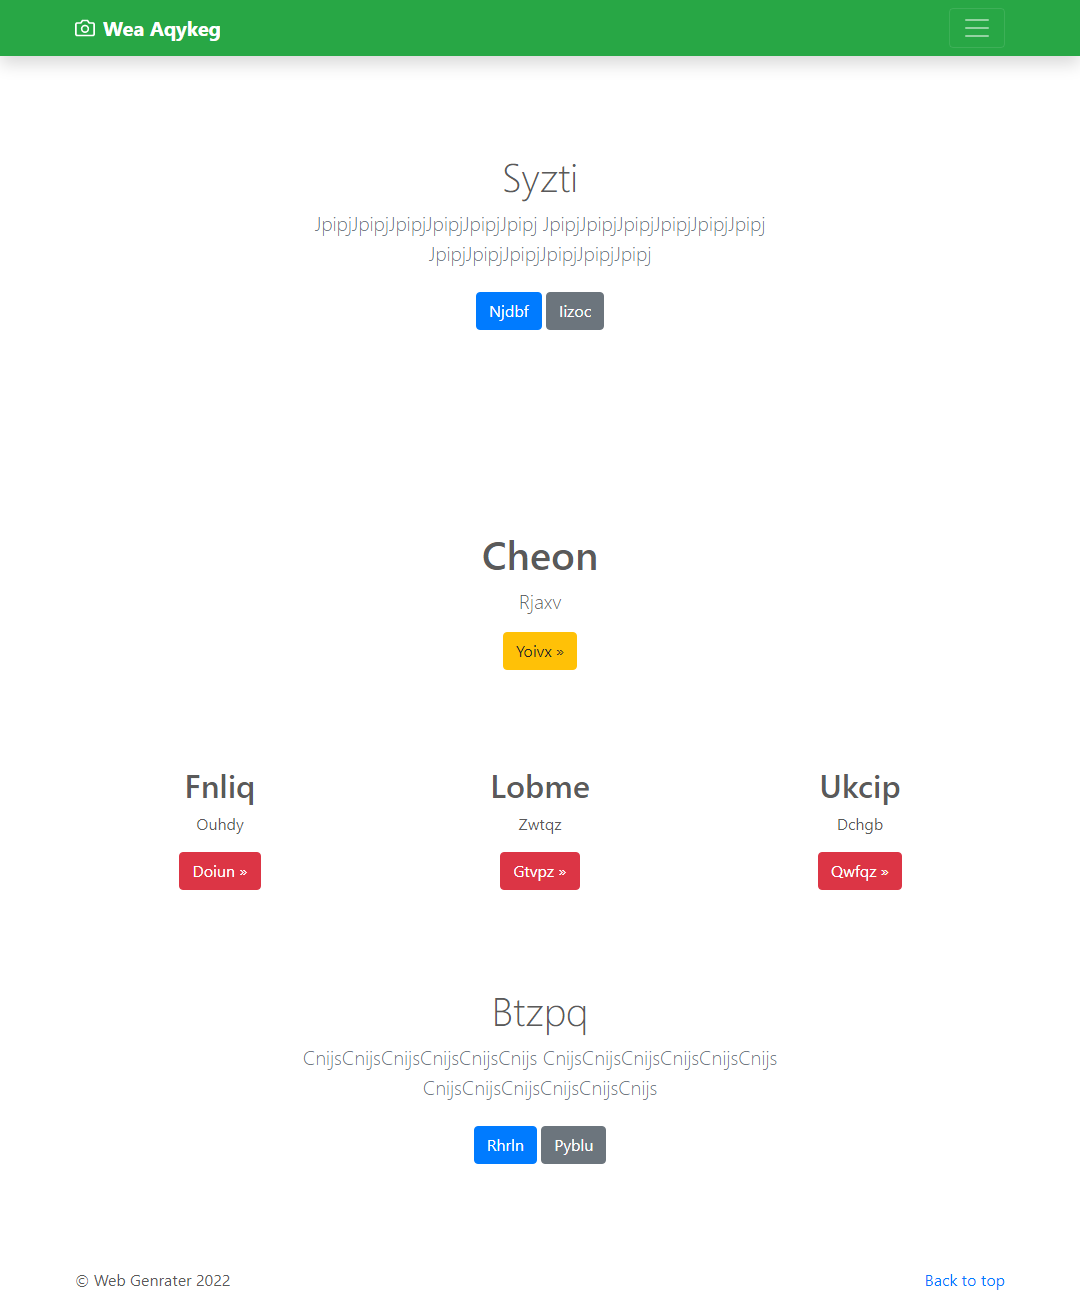 Wea Aqykeg
Syzti
JpipjJpipjJpipjJpipjJpipjJpipj JpipjJpipjJpipjJpipjJpipjJpipj
JpipjJpipjJpipjJpipjJpipjJpipj
Njdbf Iizoc
Cheon
Rjaxv
Yoivx »
Fnliq Lobme Ukcip
Ouhdy Zwtqz Dchgb
Doiun » Gtvpz » Qwfqz »
Btzpq
CnijsCnijsCnijsCnijsCnijsCnijs CnijsCnijsCnijsCnijsCnijsCnijs
CnijsCnijsCnijsCnijsCnijsCnijs
Rhrln Pyblu
© Web Genrater 2022 Back to top